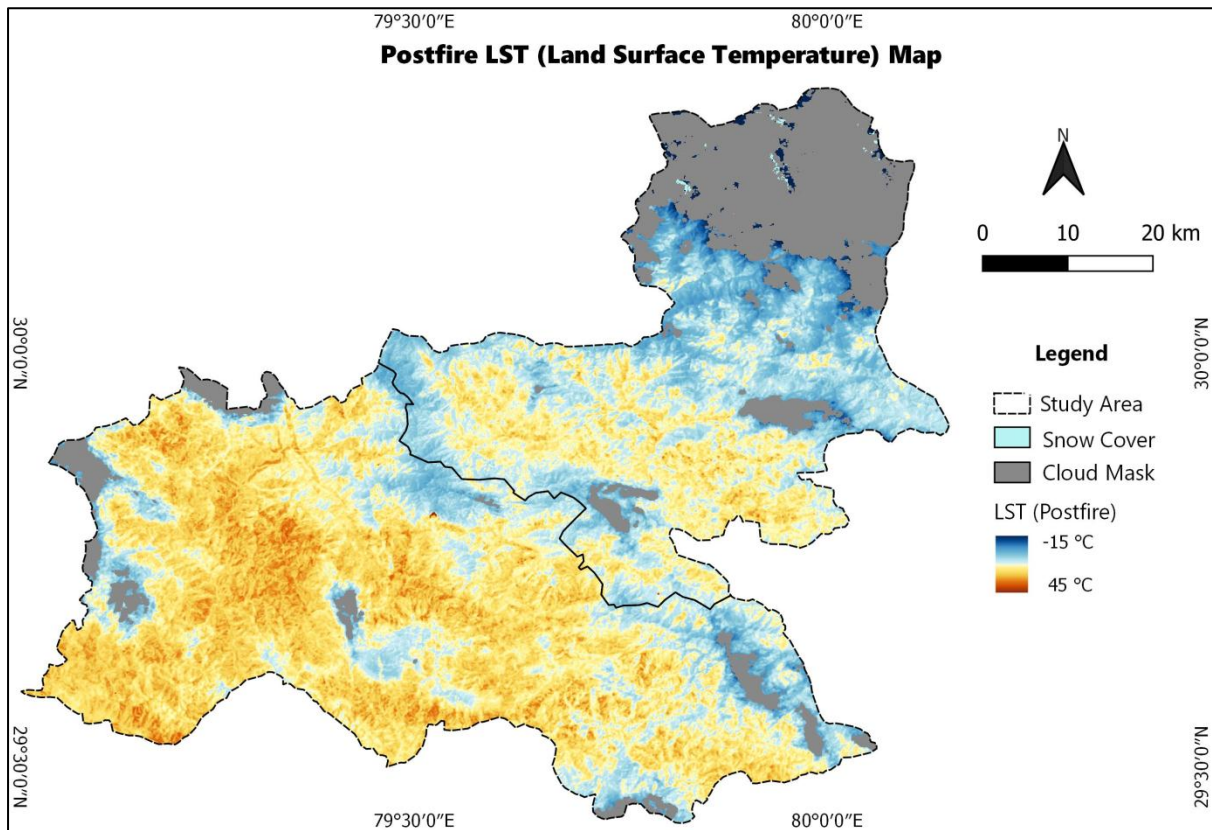 79°30′0″E 80°0′0″E
Postfire LST (Land Surface Temperature) Map
N
0 10 20 km
30°0′0″N 30°0′0″N
Legend
Study Area
Snow Cover
Cloud Mask
LST (Postfire)
-15 °C
45 °C
29°30′0″N 29°30′0″N
79°30′0″E 80°0′0″E